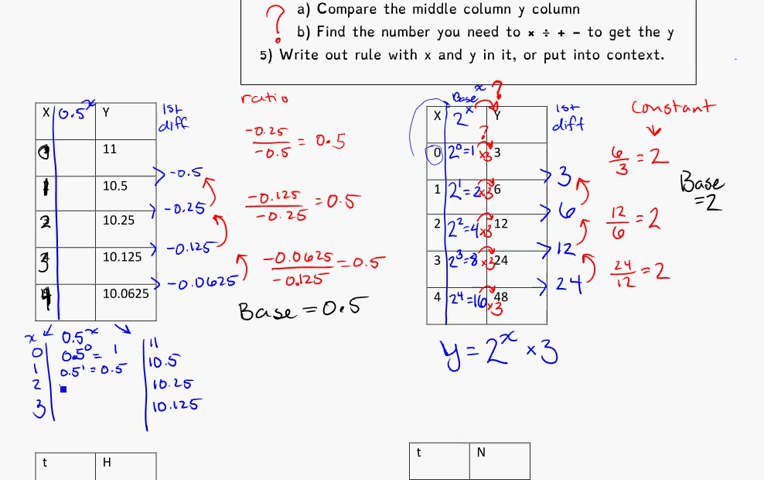 ? a) Compare the middle column y column
b) Find the number you need to × ÷ + − to get the y
5) Write out rule with x and y in it, or put into context.
X 0.5^x Y 1st diff
0 11
1 10.5
2 10.25
3 10.125
4 10.0625
> -0.5
> -0.25
> -0.125
> -0.0625
ratio
-0.25 / -0.5 = 0.5
-0.125 / -0.25 = 0.5
-0.0625 / -0.125 = 0.5
Base = 0.5
x 0.5^x
0 0.5^0 = 1 11
1 0.5^1 = 0.5 10.5
2 10.25
3 10.125
Base x ?
X 2^x Y 1st diff
?
0 2^0=1 ×3 3
1 2^1=2 ×3 6
2 2^2=4 ×3 12
3 2^3=8 ×3 24
4 2^4=16 ×3 48
> 3
> 6
> 12
> 24
constant
6/3 = 2
12/6 = 2
24/12 = 2
Base
=2
y = 2^x × 3
t H
t N